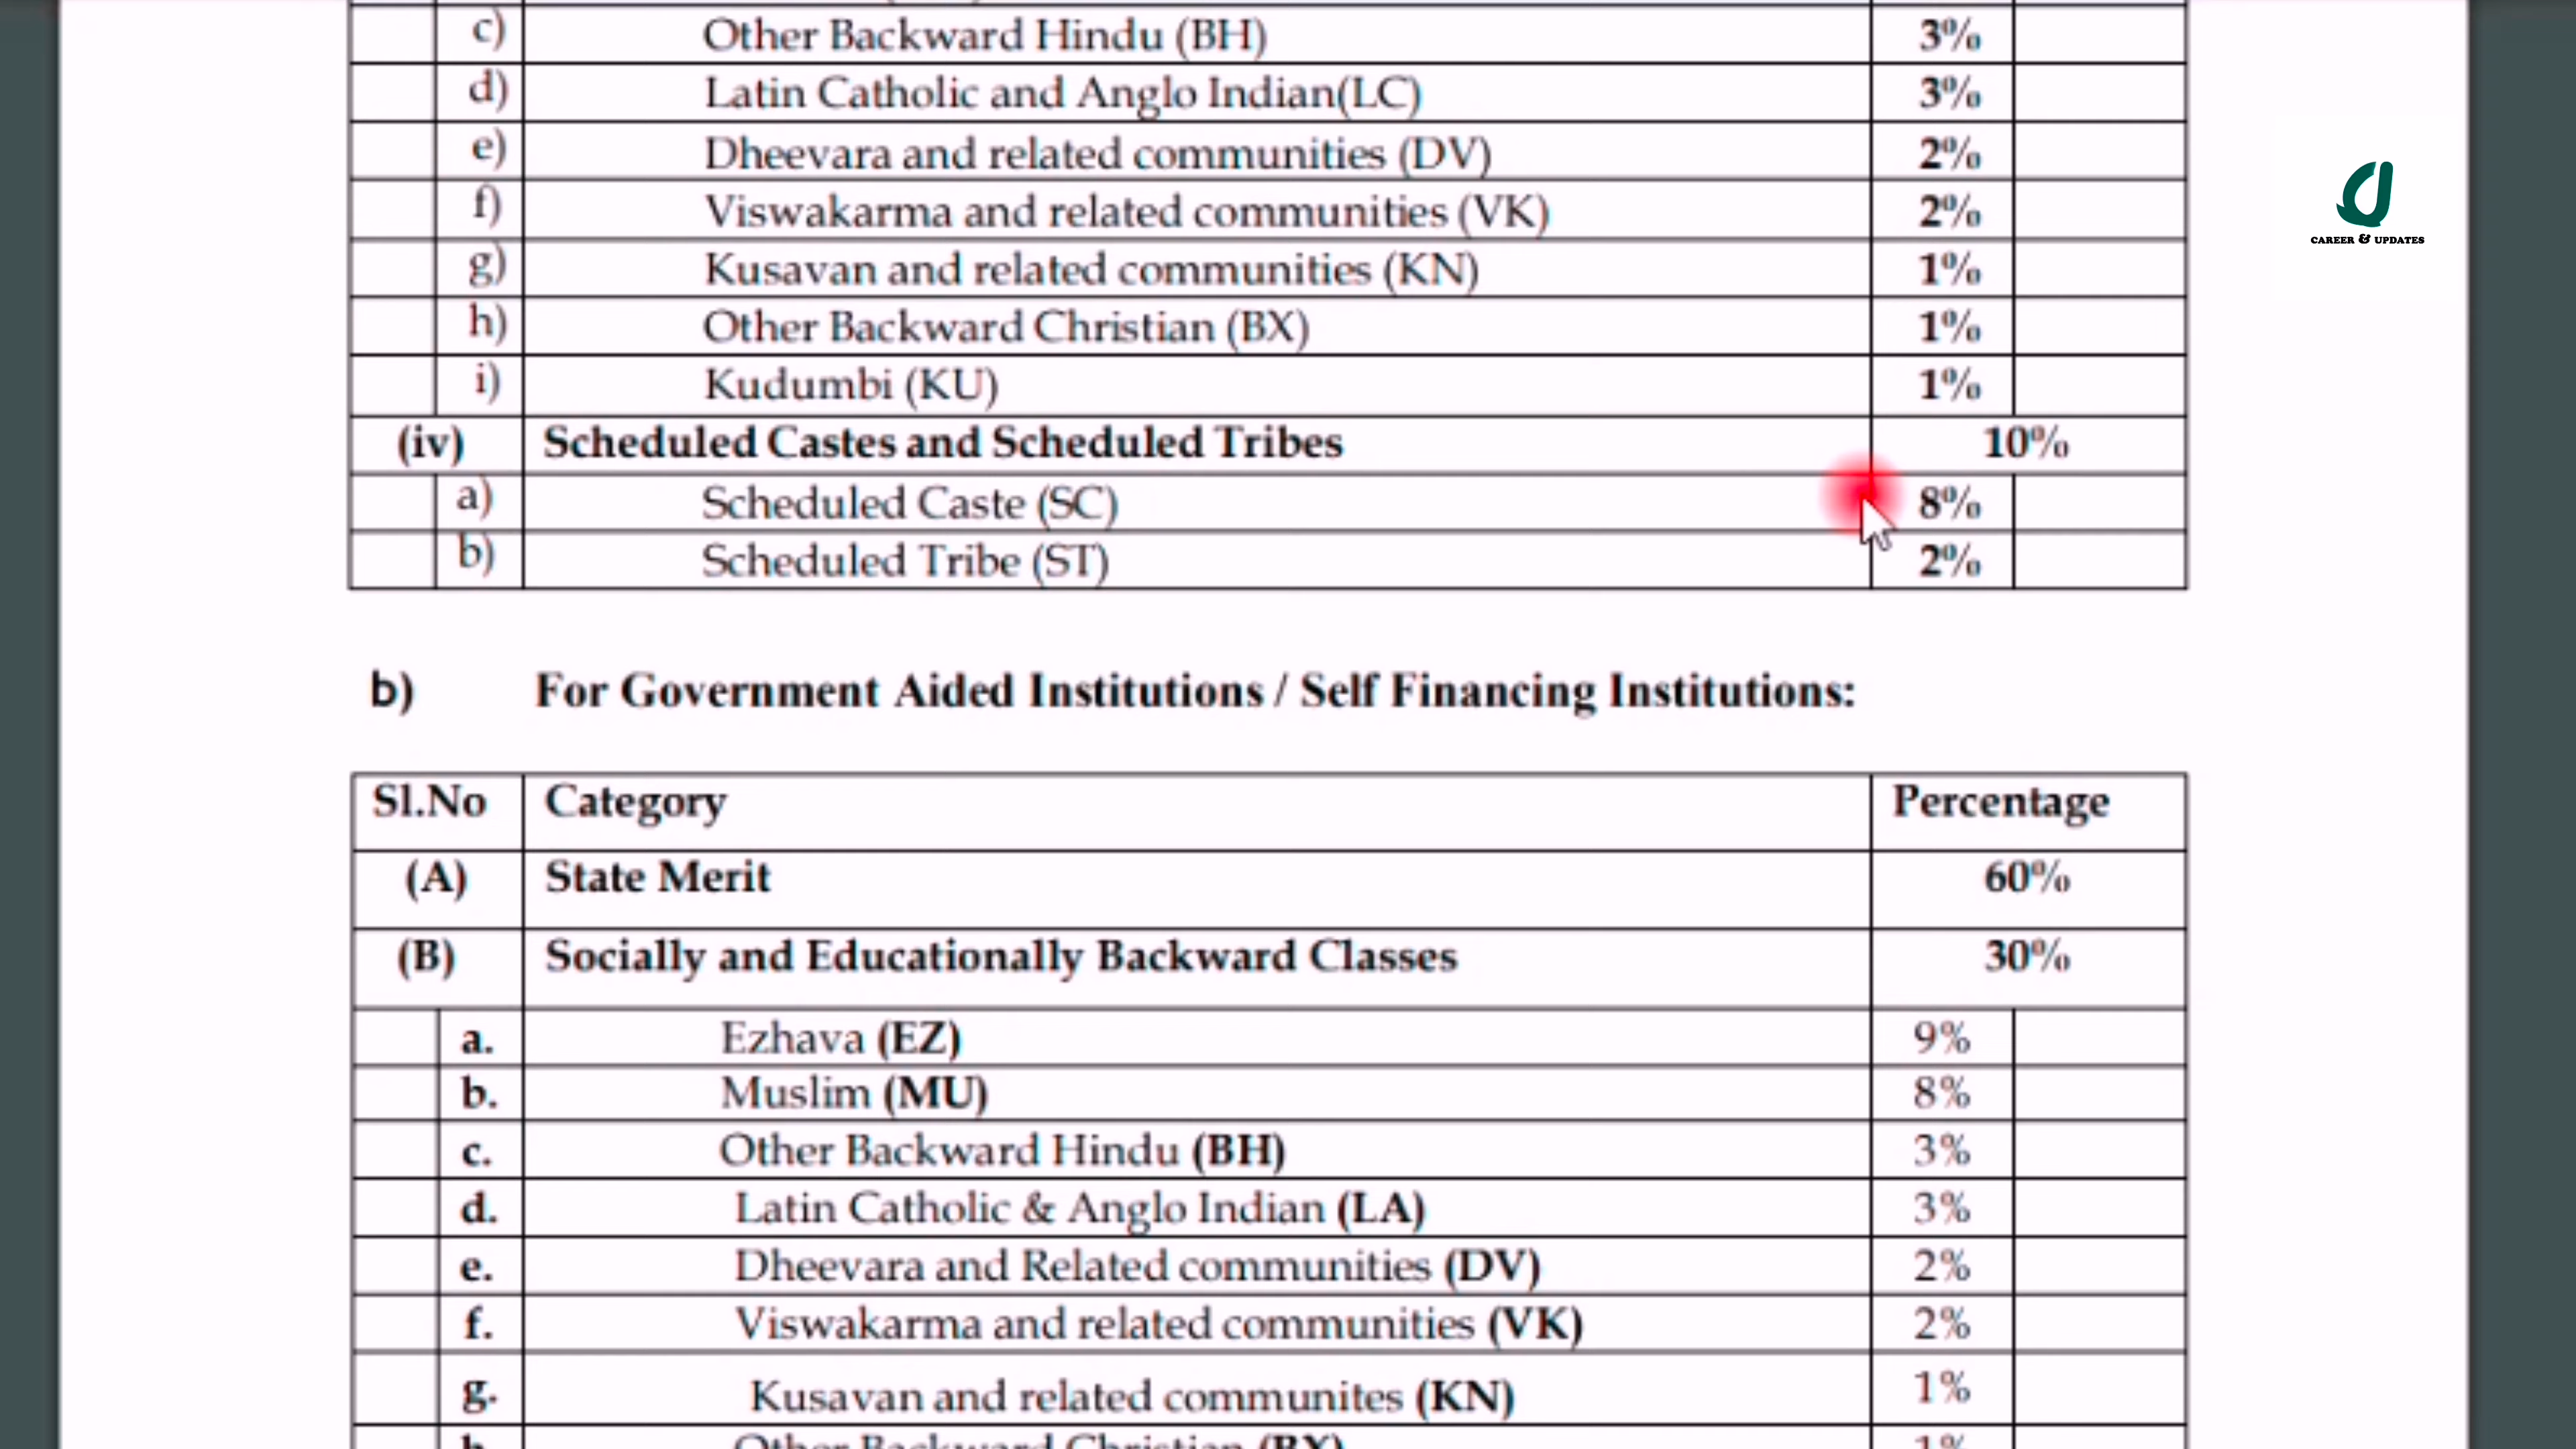 c) Other Backward Hindu (BH) 3%
d) Latin Catholic and Anglo Indian(LC) 3%
e) Dheevara and related communities (DV) 2%
f) Viswakarma and related communities (VK) 2%
g) Kusavan and related communities (KN) 1%
h) Other Backward Christian (BX) 1%
i) Kudumbi (KU) 1%
(iv) Scheduled Castes and Scheduled Tribes 10%
a) Scheduled Caste (SC) 8%
b) Scheduled Tribe (ST) 2%
CAREER & UPDATES
b) For Government Aided Institutions / Self Financing Institutions:
Sl.No Category Percentage
(A) State Merit 60%
(B) Socially and Educationally Backward Classes 30%
a. Ezhava (EZ) 9%
b. Muslim (MU) 8%
c. Other Backward Hindu (BH) 3%
d. Latin Catholic & Anglo Indian (LA) 3%
e. Dheevara and Related communities (DV) 2%
f. Viswakarma and related communities (VK) 2%
g. Kusavan and related communites (KN) 1%
h. Other Backward Christian (BX) 1%